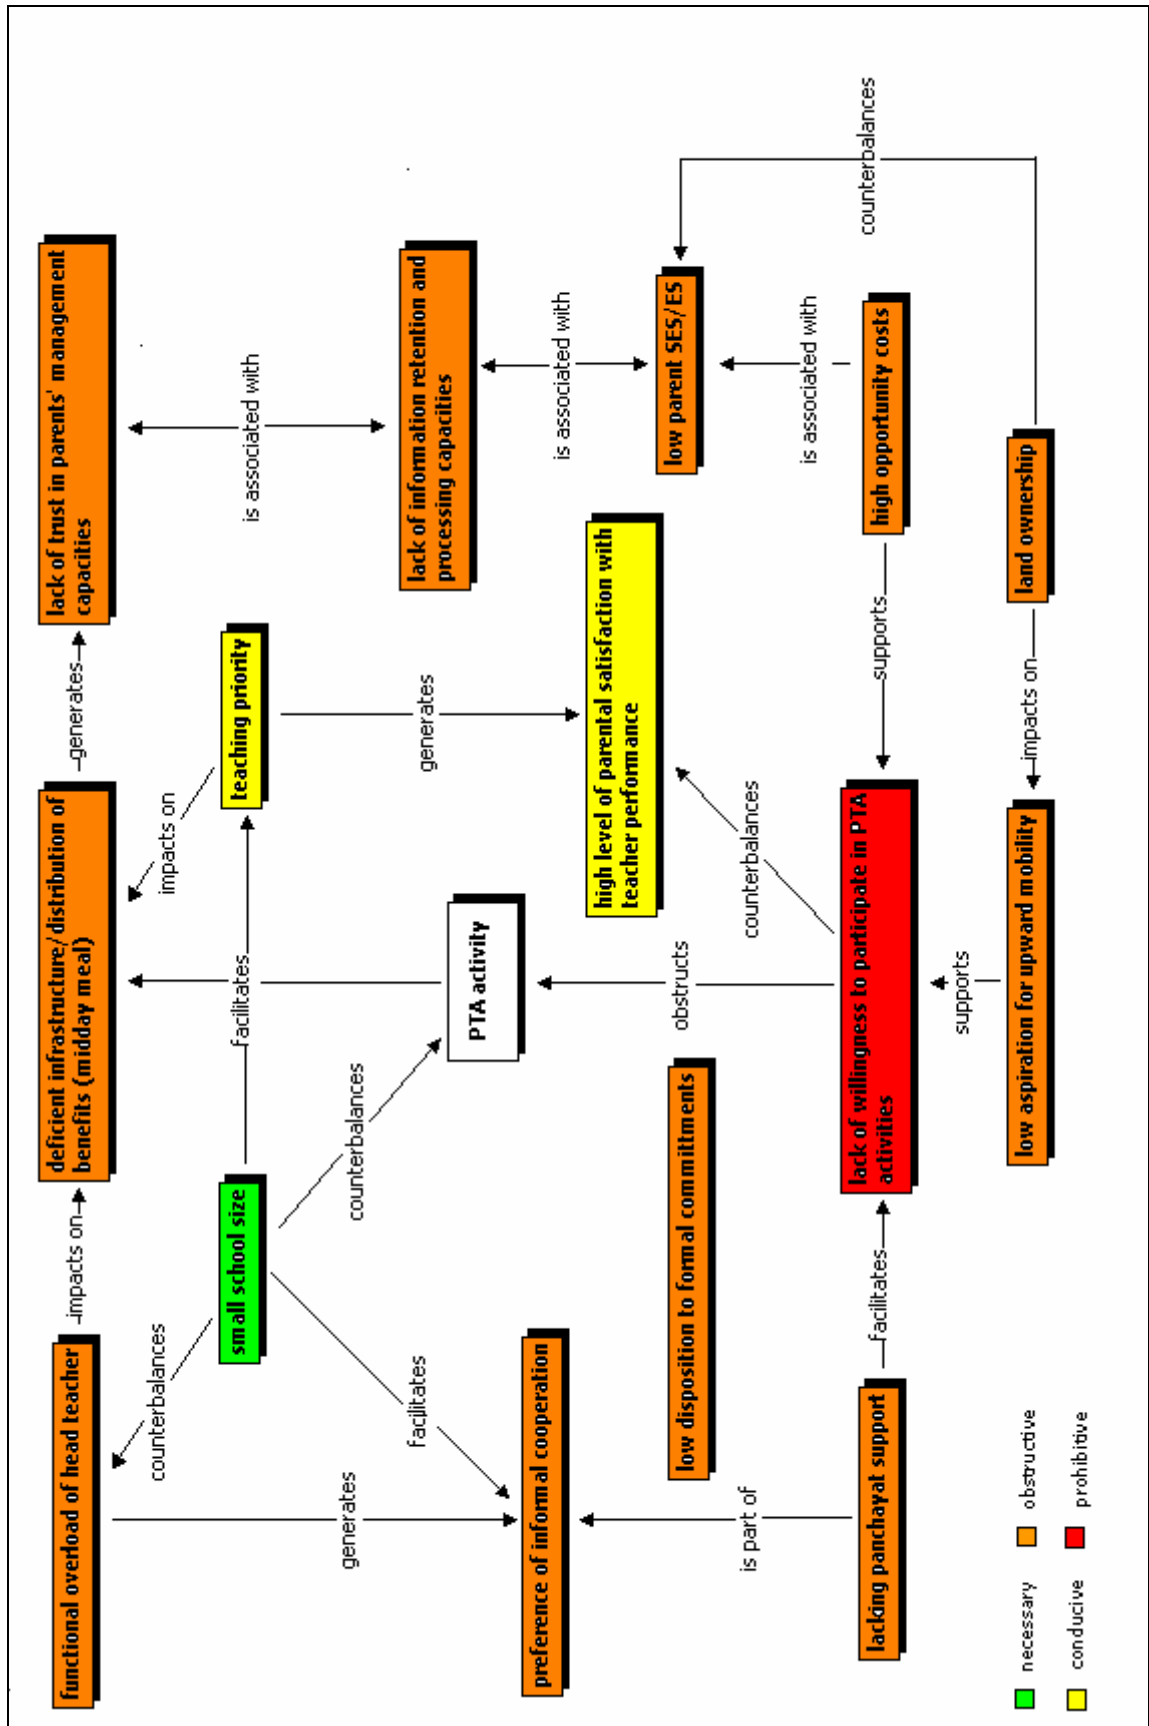 functional overload of head teacher
impacts on
deficient infrastructure/distribution of
benefits (midday meal)
generates
lack of trust in parents' management
capacities
counterbalances
small school size
facilitates
impacts on
teaching priority
is associated with
generates
facilitates
counterbalances
generates
lack of information retention and
processing capacities
preference of informal cooperation
PTA activity
high level of parental satisfaction with
teacher performance
is associated with
low disposition to formal committments
obstructs
counterbalances
low parent SES/ES
is part of
is associated with
counterbalances
lacking panchayat support
facilitates
lack of willingness to participate in PTA
activities
supports
high opportunity costs
supports
low aspiration for upward mobility
impacts on
land ownership
necessary
obstructive
conducive
prohibitive